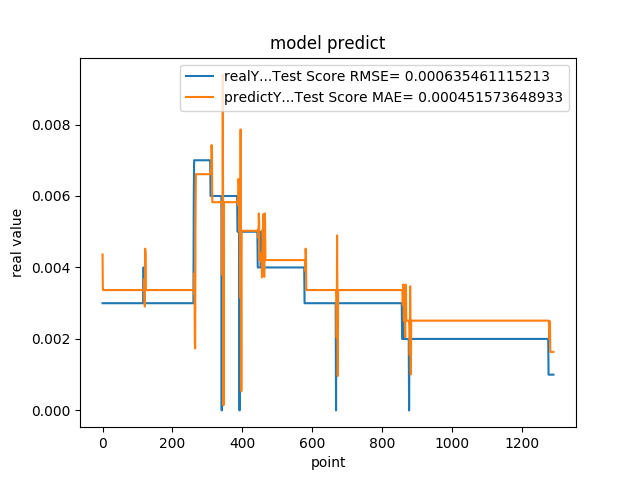 model predict
realY...Test Score RMSE= 0.000635461115213
predictY...Test Score MAE= 0.000451573648933
real value
0.008
0.006
0.004
0.002
0.000
0 200 400 600 800 1000 1200
point